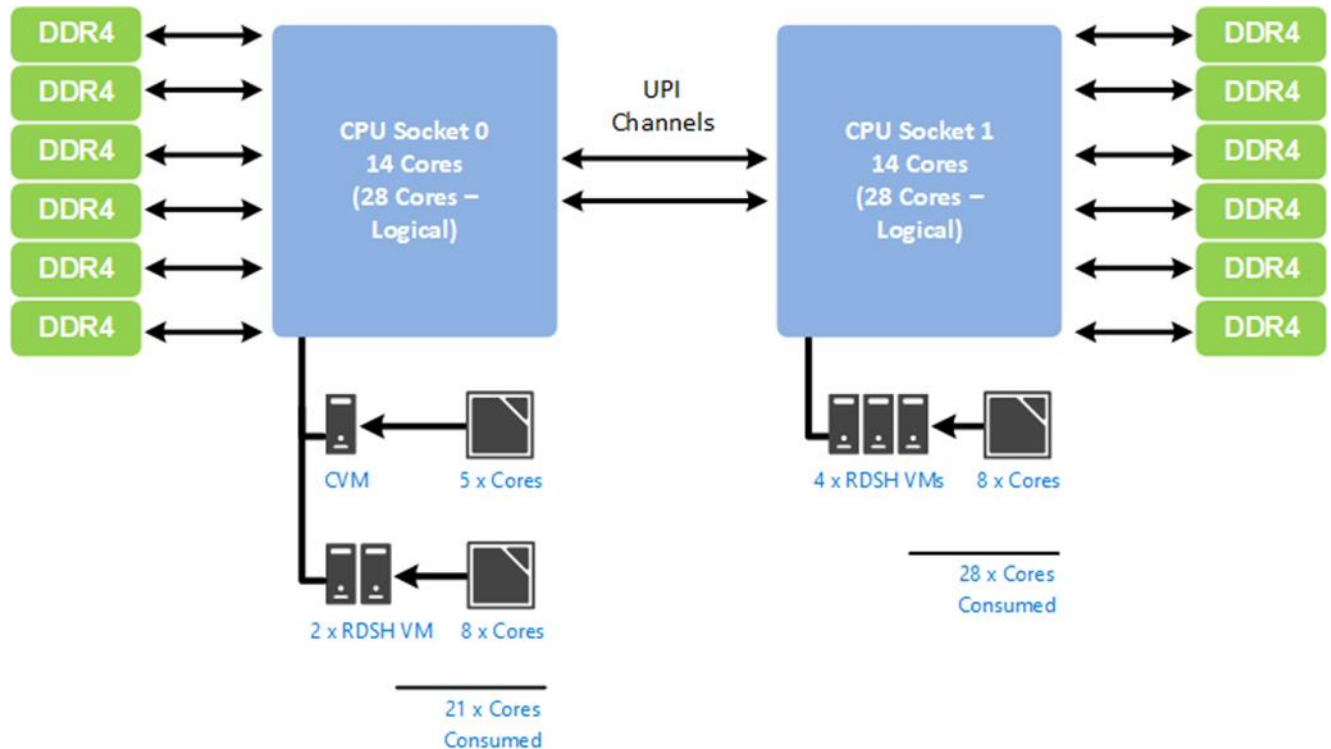 DDR4
DDR4
DDR4
DDR4
DDR4
DDR4
CPU Socket 0
14 Cores
(28 Cores –
Logical)
UPI
Channels
CPU Socket 1
14 Cores
(28 Cores –
Logical)
DDR4
DDR4
DDR4
DDR4
DDR4
DDR4
CVM
5 x Cores
2 x RDSH VM
8 x Cores
21 x Cores
Consumed
4 x RDSH VMs
8 x Cores
28 x Cores
Consumed